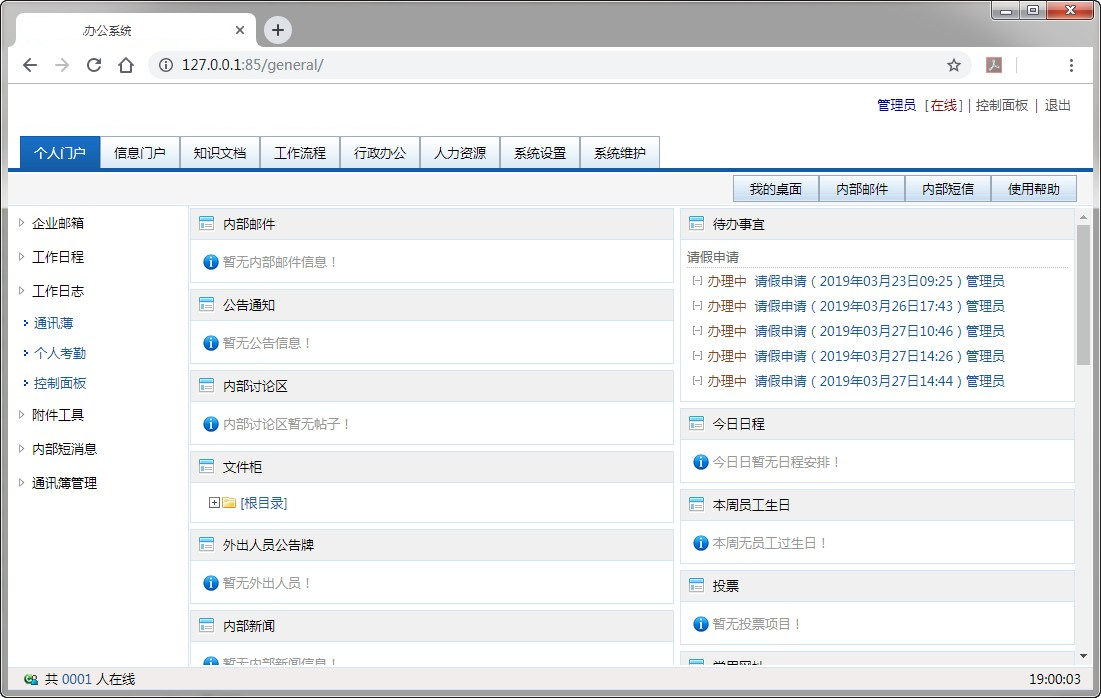 办公系统
127.0.0.1:85/general/
管理员 [在线] | 控制面板 | 退出
个人门户 信息门户 知识文档 工作流程 行政办公 人力资源 系统设置 系统维护
我的桌面 内部邮件 内部短信 使用帮助
企业邮箱
工作日程
工作日志
通讯薄
个人考勤
控制面板
附件工具
内部短消息
通讯簿管理
内部邮件
暂无内部邮件信息！
公告通知
暂无公告信息！
内部讨论区
内部讨论区暂无帖子！
文件柜
[根目录]
外出人员公告牌
暂无外出人员！
内部新闻
暂无内部新闻信息！
待办事宜
请假申请
办理中 请假申请（2019年03月23日09:25）管理员
办理中 请假申请（2019年03月26日17:43）管理员
办理中 请假申请（2019年03月27日10:46）管理员
办理中 请假申请（2019年03月27日14:26）管理员
办理中 请假申请（2019年03月27日14:44）管理员
今日日程
今日日暂无日程安排！
本周员工生日
本周无员工过生日！
投票
暂无投票项目！
常用网址
共 0001 人在线
19:00:03